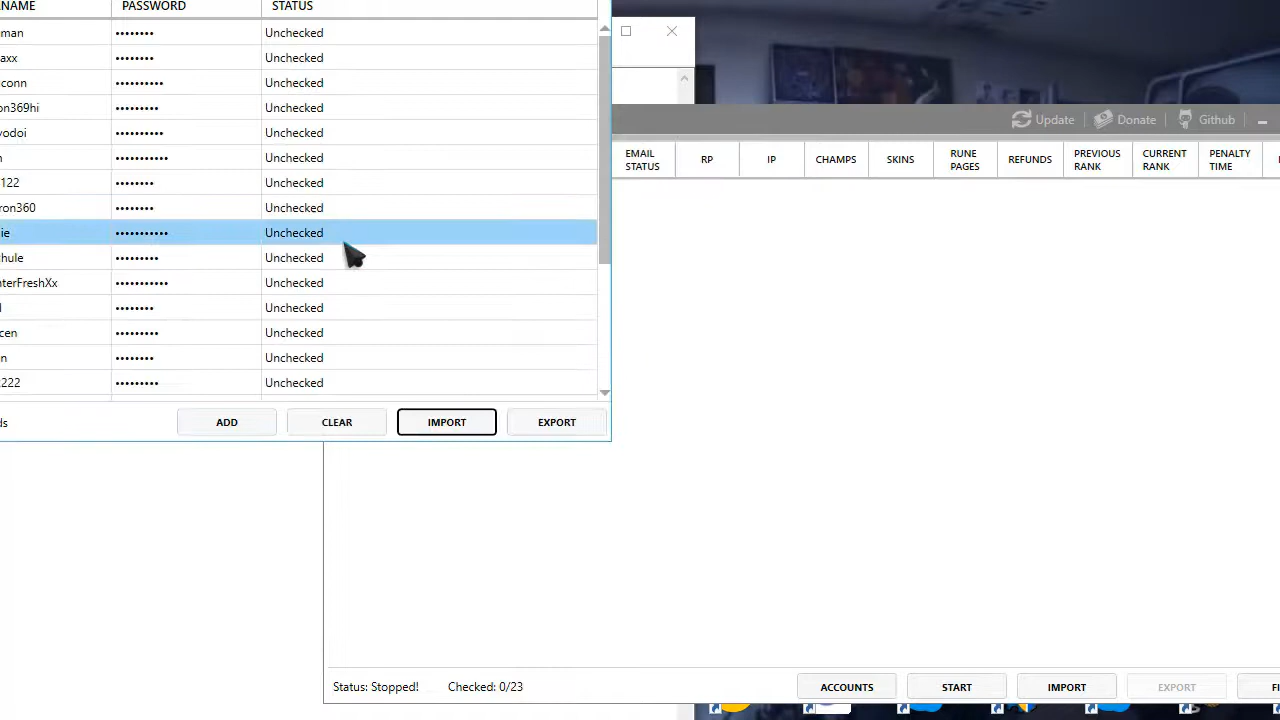 NAME PASSWORD STATUS
man •••••••• Unchecked
axx •••••••• Unchecked
conn •••••••••• Unchecked
on369hi •••••••• Unchecked
yodoi •••••••••• Unchecked
••••••••••• Unchecked
122 •••••••• Unchecked
ron360 •••••••• Unchecked
ie ••••••••••• Unchecked
hule ••••••••• Unchecked
nterFreshXx ••••••••••• Unchecked
•••••••• Unchecked
cen ••••••••• Unchecked
n •••••••• Unchecked
222 ••••••••• Unchecked
ds ADD CLEAR IMPORT EXPORT
Update Donate Github
EMAIL STATUS RP IP CHAMPS SKINS RUNE PAGES REFUNDS PREVIOUS RANK CURRENT RANK PENALTY TIME
Status: Stopped! Checked: 0/23 ACCOUNTS START IMPORT EXPORT FI